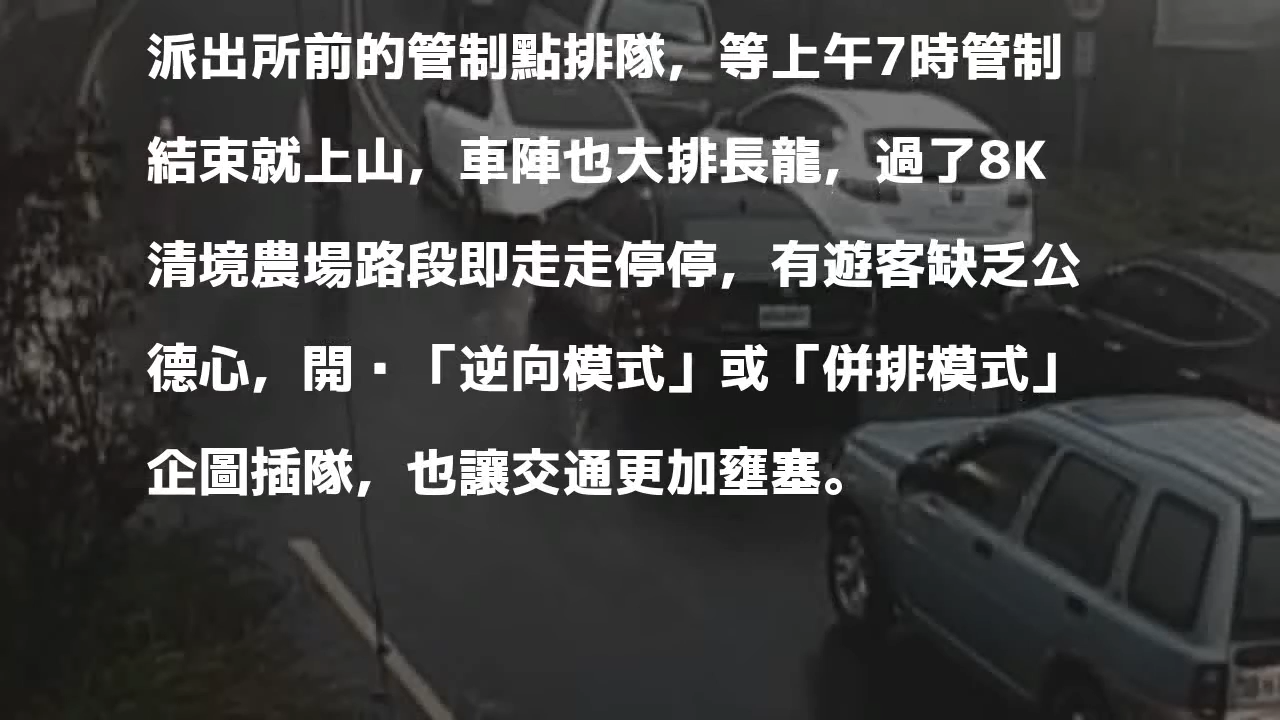 派出所前的管制點排隊，等上午7時管制
結束就上山，車陣也大排長龍，過了8K
清境農場路段即走走停停，有遊客缺乏公
德心，開·「逆向模式」或「併排模式」
企圖插隊，也讓交通更加壅塞。